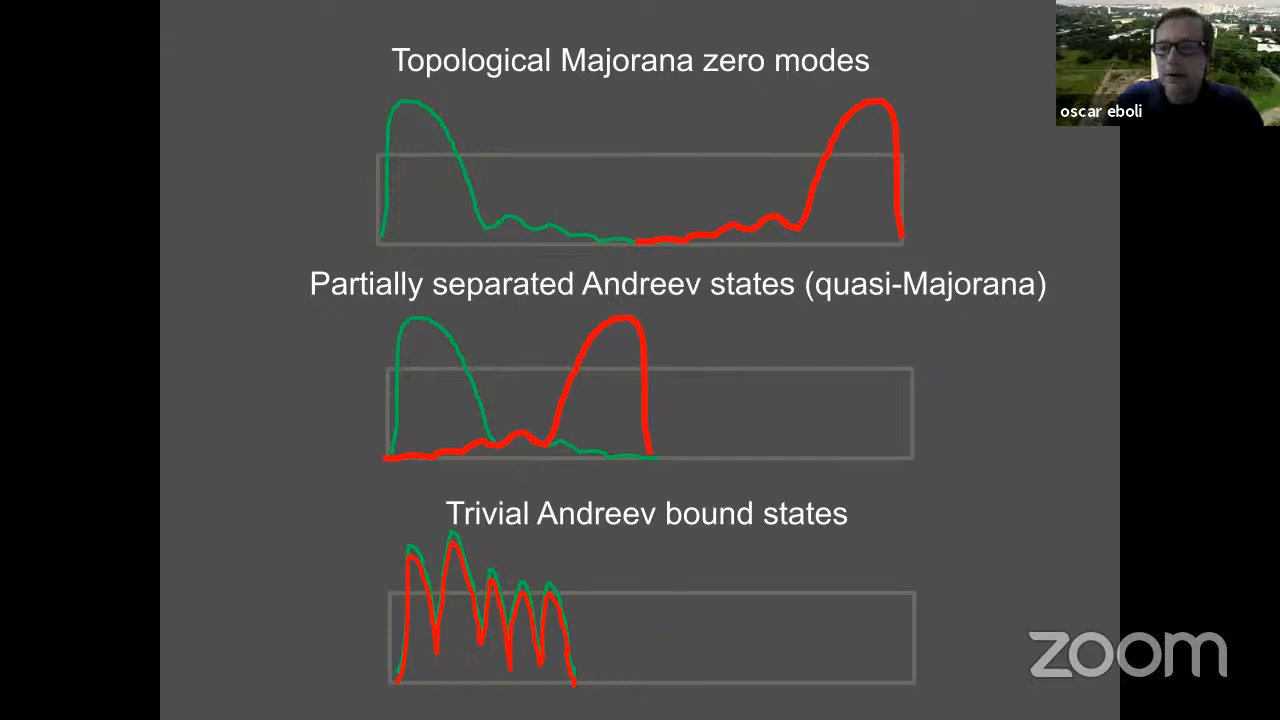 Topological Majorana zero modes
oscar eboli
Partially separated Andreev states (quasi-Majorana)
Trivial Andreev bound states
zoom